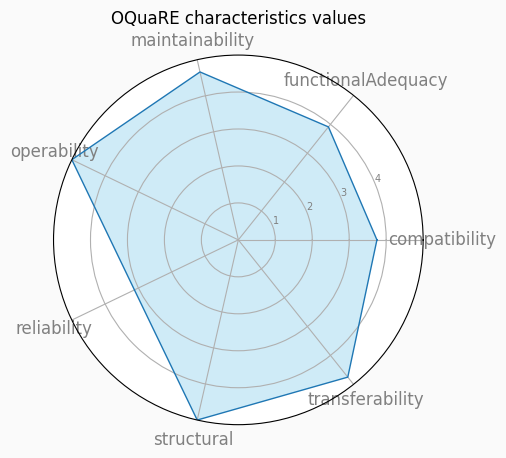 OQuaRE characteristics values
maintainability
functionalAdequacy
operability
4
3
2
1
compatibility
reliability
transferability
structural